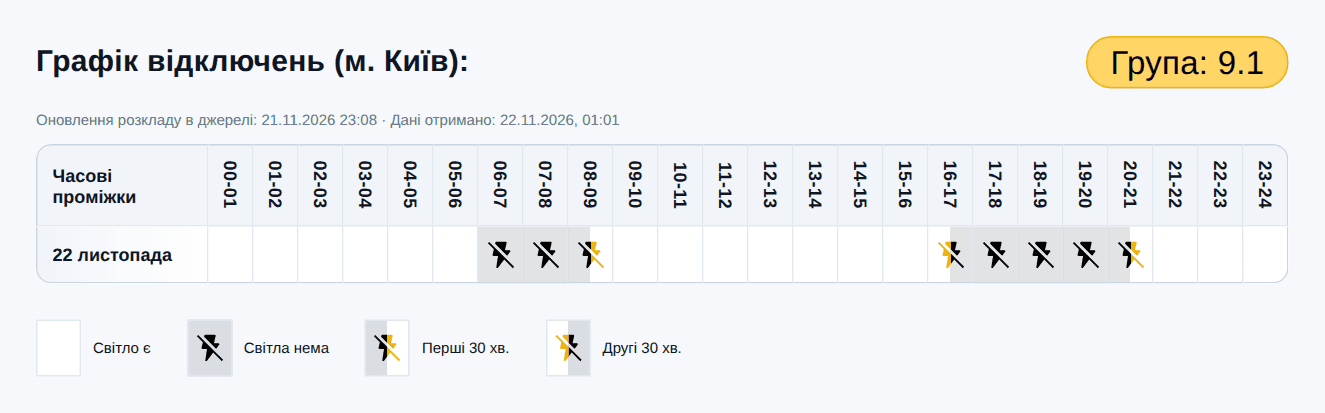 Графік відключень (м. Київ):
Група: 9.1
Оновлення розкладу в джерелі: 21.11.2026 23:08 · Дані отримано: 22.11.2026, 01:01
Часові
проміжки
00-01
01-02
02-03
03-04
04-05
05-06
06-07
07-08
08-09
09-10
10-11
11-12
12-13
13-14
14-15
15-16
16-17
17-18
18-19
19-20
20-21
21-22
22-23
23-24
22 листопада
Світло є
Світла нема
Перші 30 хв.
Другі 30 хв.